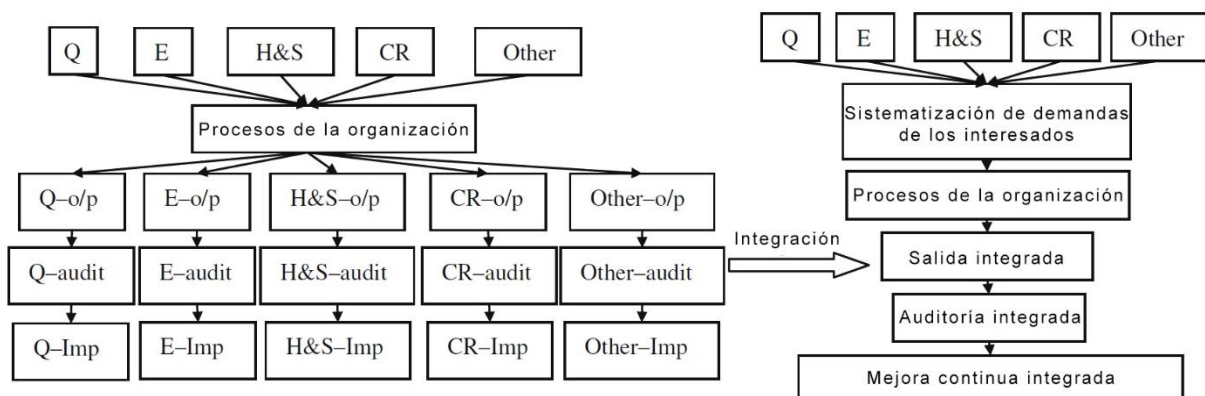 Q
E
H&S
CR
Other
Procesos de la organización
Q–o/p
E–o/p
H&S–o/p
CR–o/p
Other–o/p
Q–audit
E–audit
H&S–audit
CR–audit
Other–audit
Q–Imp
E–Imp
H&S–Imp
CR–Imp
Other–Imp
Integración
Q
E
H&S
CR
Other
Sistematización de demandas
de los interesados
Procesos de la organización
Salida integrada
Auditoría integrada
Mejora continua integrada